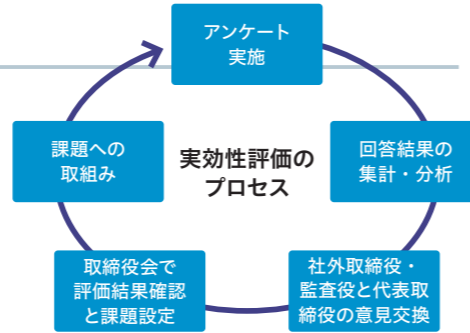 アンケート
実施
回答結果の
集計・分析
社外取締役・
監査役と代表取
締役の意見交換
取締役会で
評価結果確認
と課題設定
課題への
取組み
実効性評価の
プロセス